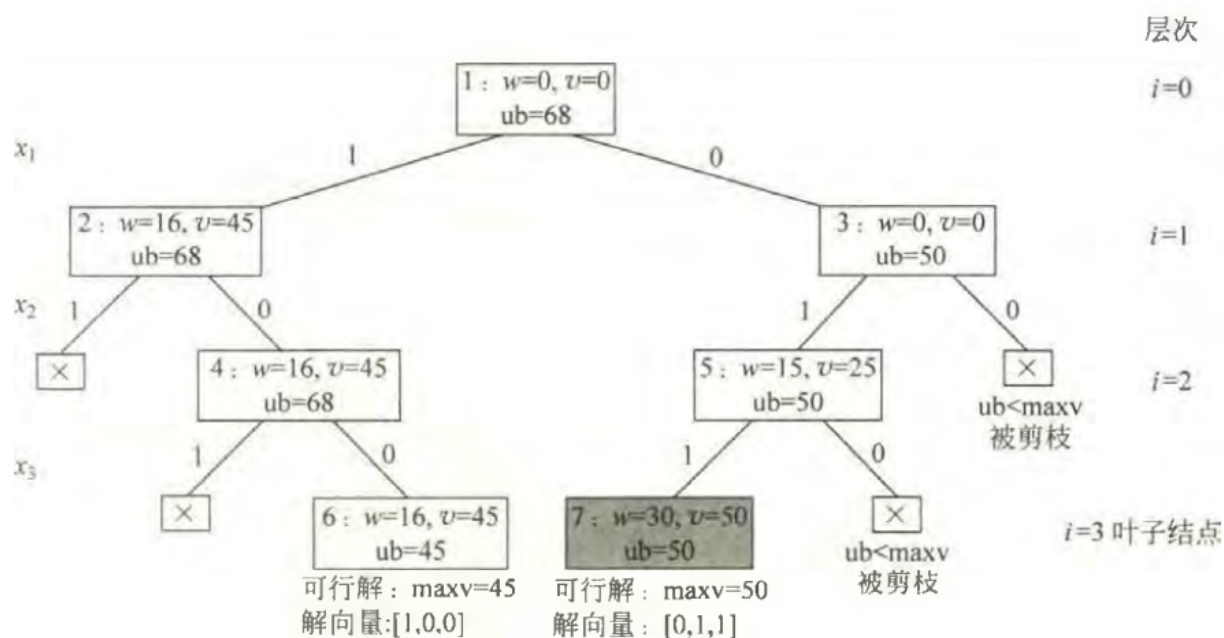 层次
1：w=0, v=0
ub=68
i=0
x₁
1
0
2：w=16, v=45
ub=68
3：w=0, v=0
ub=50
i=1
x₂
1
0
1
0
×
4：w=16, v=45
ub=68
5：w=15, v=25
ub=50
×
ub<maxv
被剪枝
i=2
x₃
1
0
1
0
×
6：w=16, v=45
ub=45
7：w=30, v=50
ub=50
×
ub<maxv
被剪枝
i=3 叶子结点
可行解：maxv=45
解向量:[1,0,0]
可行解：maxv=50
解向量：[0,1,1]